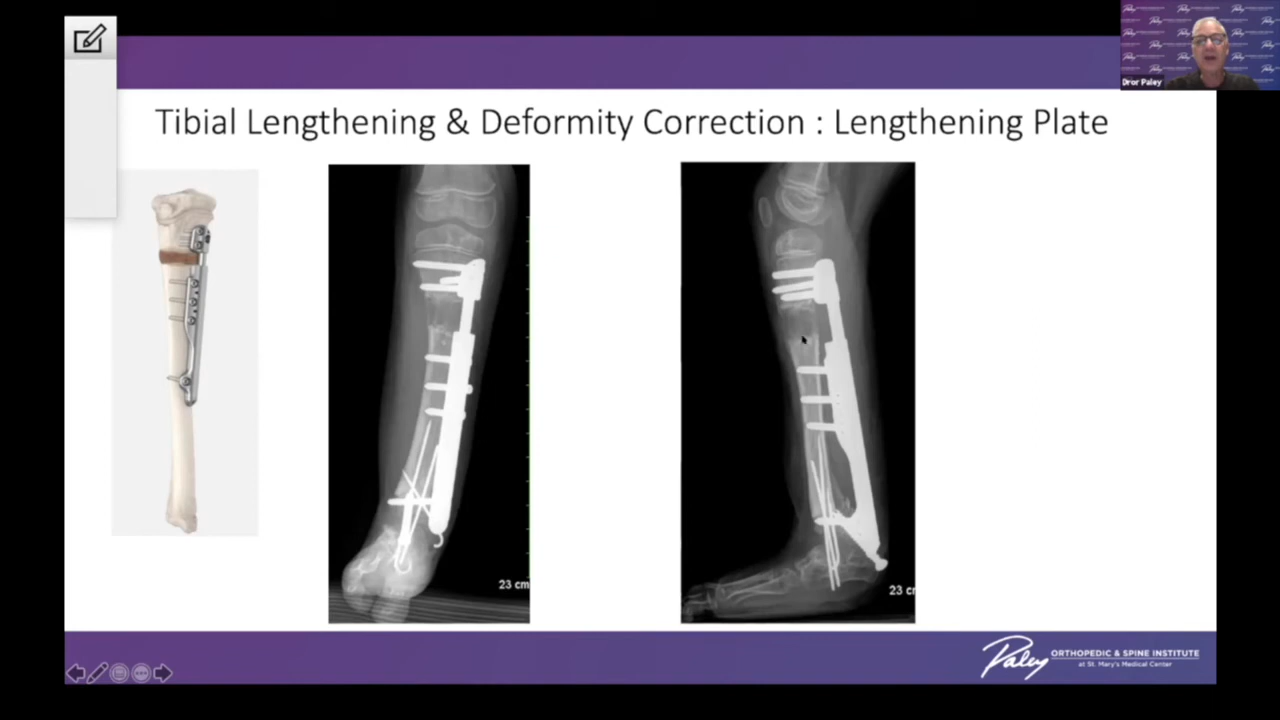 Dror Paley
Tibial Lengthening & Deformity Correction : Lengthening Plate
23 cm
23 cr
Paley
ORTHOPEDIC & SPINE INSTITUTE
at St. Mary's Medical Center